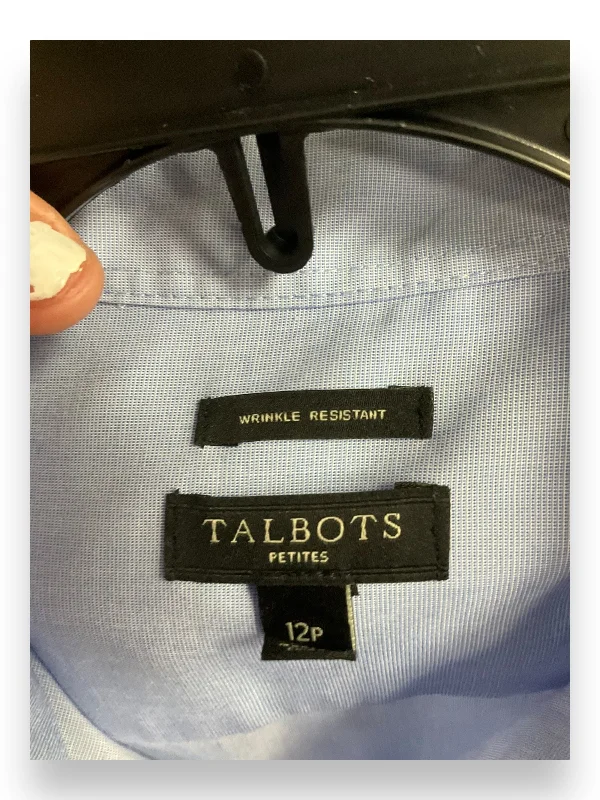 WRINKLE RESISTANT
TALBOTS
PETITES
12P